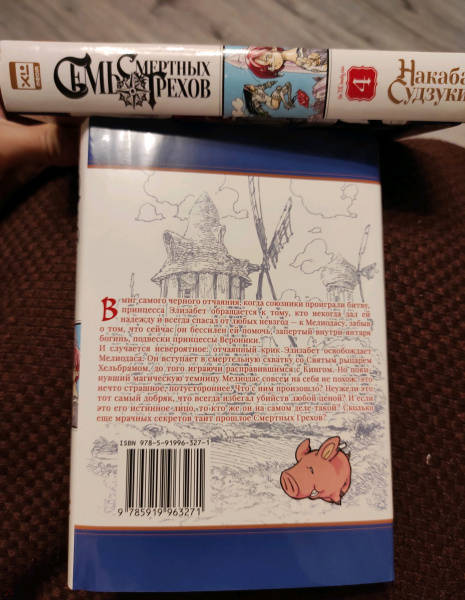 XL
СЕМЬ СМЕРТНЫХ ГРЕХОВ
4
Накаба
Судзуки
В миг самого черного отчаяния, когда союзники проиграли битву,
принцесса Элизабет обращается к тому, кто некогда дал ей
надежду и всегда спасал от любых невзгод — к Мелиодасу, забыв
о том, что сейчас он бессилен ей помочь, запертый внутри янтаря
богинь, подвески принцессы Вероники.
И случается невероятное: отчаянный крик Элизабет освобождает
Мелиодаса! Он вступает в смертельную схватку со Святым рыцарем
Хельбрамом, до того играючи расправившимся с Кингом. Но поки-
нувший магическую темницу Мелиодас совсем на себя не похож: это
нечто страшное, потустороннее! Что с ним произошло? Неужели это
тот самый добряк, что всегда избегал убийств любой ценой? И если
это его истинное лицо, то кто же он на самом деле такой? Сколько
еще мрачных секретов таит прошлое Смертных Грехов?
ISBN 978-5-91996-327-1
9 785919 963271